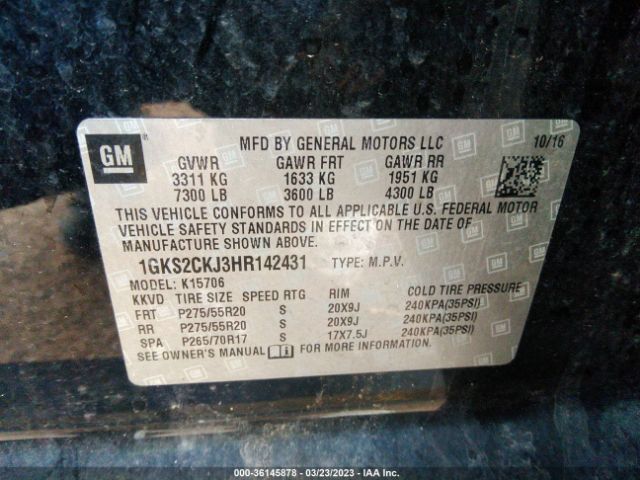 GM
MFD BY GENERAL MOTORS LLC 10/16
GVWR GAWR FRT GAWR RR
3311 KG 1633 KG 1951 KG
7300 LB 3600 LB 4300 LB
THIS VEHICLE CONFORMS TO ALL APPLICABLE U.S. FEDERAL MOTOR
VEHICLE SAFETY STANDARDS IN EFFECT ON THE DATE OF
MANUFACTURE SHOWN ABOVE.
1GKS2CKJ3HR142431 TYPE: M.P.V.
MODEL: K15706
KKVD TIRE SIZE SPEED RTG RIM COLD TIRE PRESSURE
FRT P275/55R20 S 20X9J 240KPA(35PSI)
RR P275/55R20 S 20X9J 240KPA(35PSI)
SPA P265/70R17 S 17X7.5J 240KPA(35PSI)
SEE OWNER'S MANUAL FOR MORE INFORMATION.
000-36145878 | 03/23/2023 | IAA Inc.